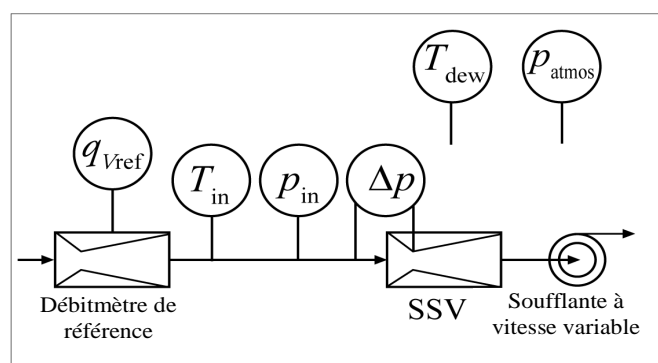 T_dew
p_atmos
q_Vref
T_in
p_in
Δp
Débitmètre de
référence
SSV
Soufflante à
vitesse variable